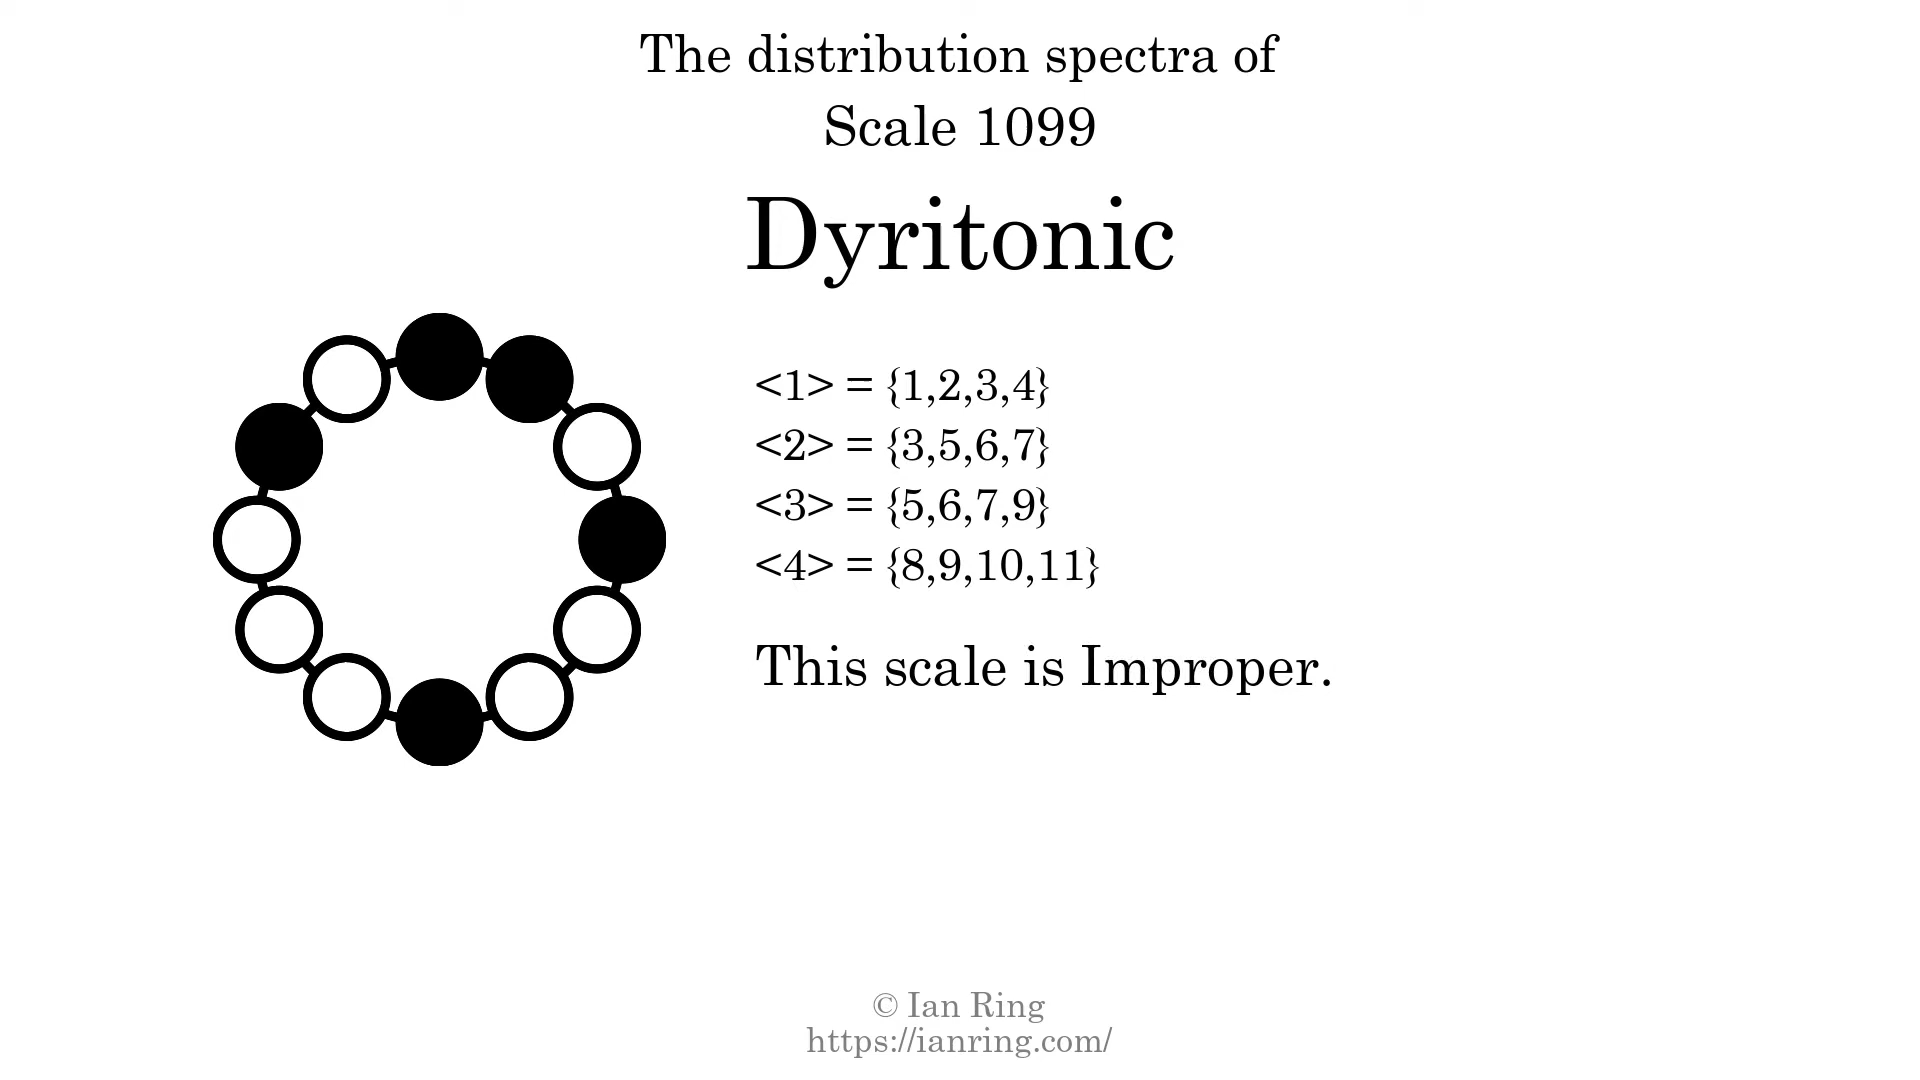 The distribution spectra of
Scale 1099
Dyritonic
<1> = {1,2,3,4}
<2> = {3,5,6,7}
<3> = {5,6,7,9}
<4> = {8,9,10,11}
This scale is Improper.
© Ian Ring
https://ianring.com/